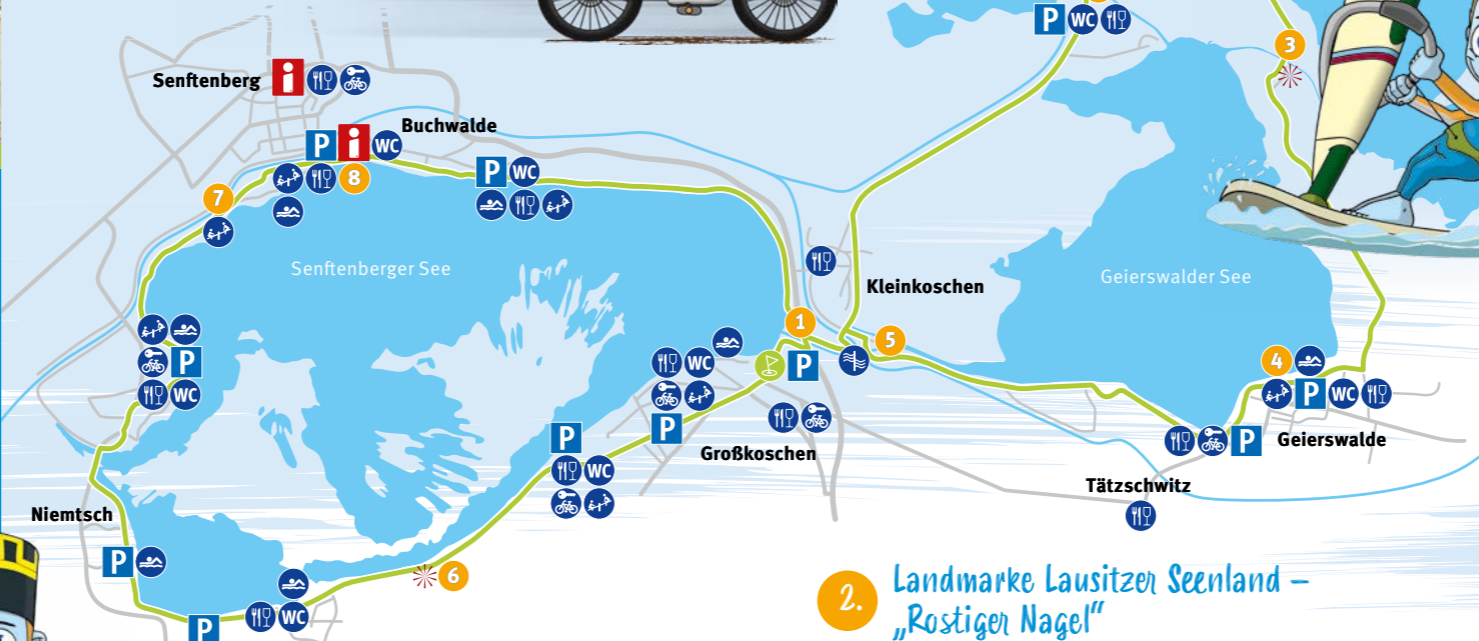 P WC
3
Senftenberg i
P i WC Buchwalde
8
P WC
7
Senftenberger See
Kleinkoschen
Geierswalder See
1
5
P
WC
P
4
P WC
P
WC
P
Großkoschen
P
WC
P
Geierswalde
Tätzschwitz
Niemtsch
P
6
WC
P
2. Landmarke Lausitzer Seenland –
„Rostiger Nagel“